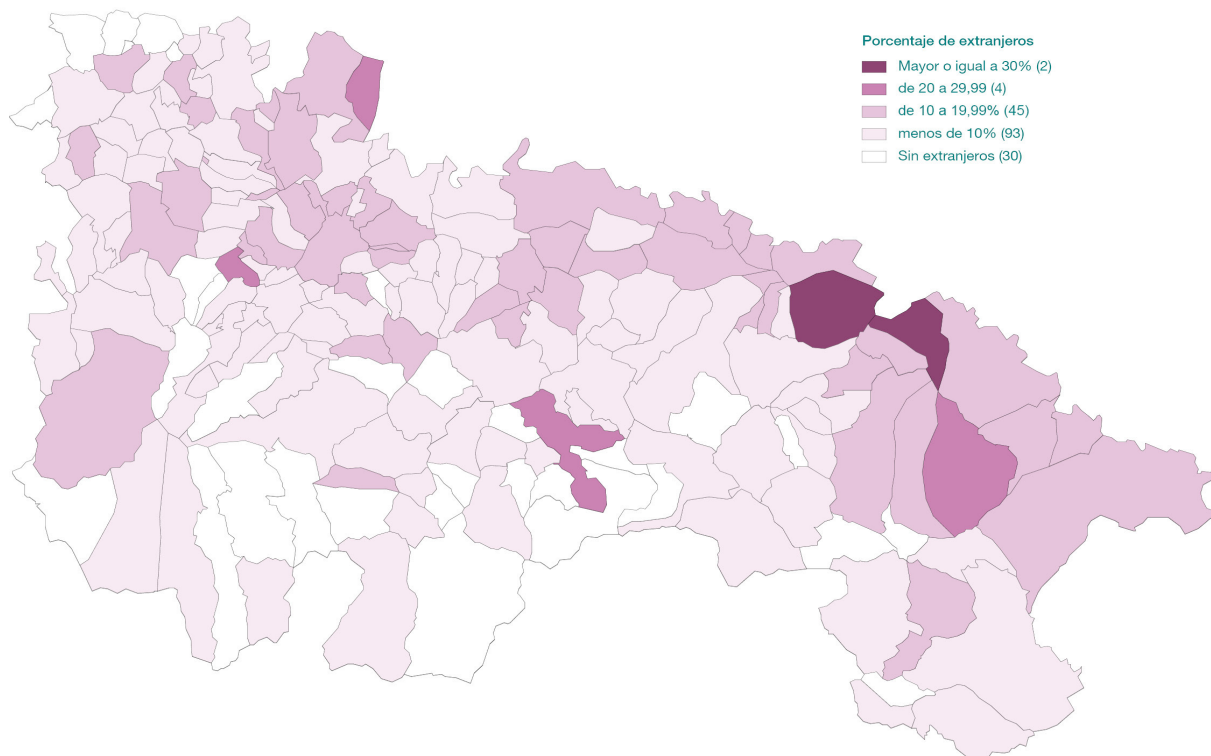 Porcentaje de extranjeros
Mayor o igual a 30% (2)
de 20 a 29,99 (4)
de 10 a 19,99% (45)
menos de 10% (93)
Sin extranjeros (30)